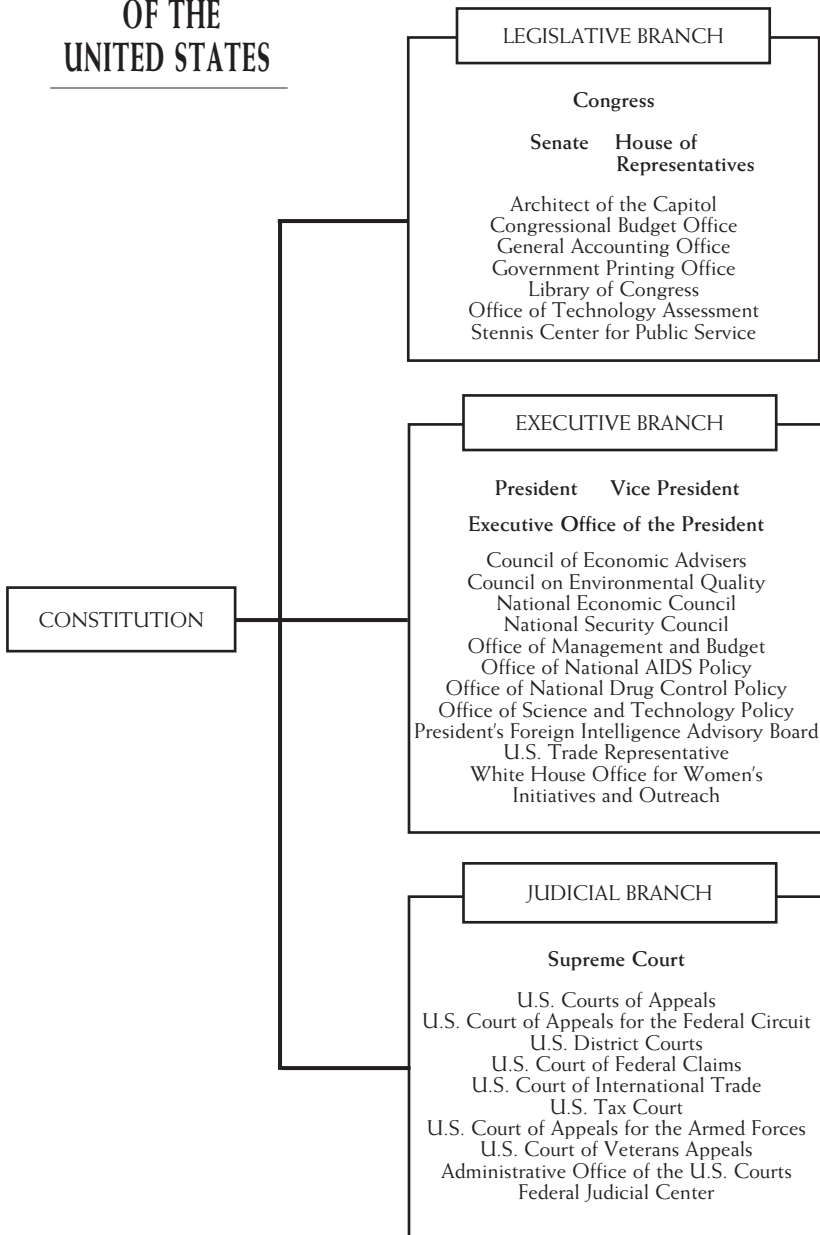 OF THE
UNITED STATES
LEGISLATIVE BRANCH
Congress
Senate House of
Representatives
Architect of the Capitol
Congressional Budget Office
General Accounting Office
Government Printing Office
Library of Congress
Office of Technology Assessment
Stennis Center for Public Service
EXECUTIVE BRANCH
President Vice President
Executive Office of the President
Council of Economic Advisers
Council on Environmental Quality
National Economic Council
National Security Council
Office of Management and Budget
Office of National AIDS Policy
Office of National Drug Control Policy
Office of Science and Technology Policy
President's Foreign Intelligence Advisory Board
U.S. Trade Representative
White House Office for Women's
Initiatives and Outreach
CONSTITUTION
JUDICIAL BRANCH
Supreme Court
U.S. Courts of Appeals
U.S. Court of Appeals for the Federal Circuit
U.S. District Courts
U.S. Court of Federal Claims
U.S. Court of International Trade
U.S. Tax Court
U.S. Court of Appeals for the Armed Forces
U.S. Court of Veterans Appeals
Administrative Office of the U.S. Courts
Federal Judicial Center